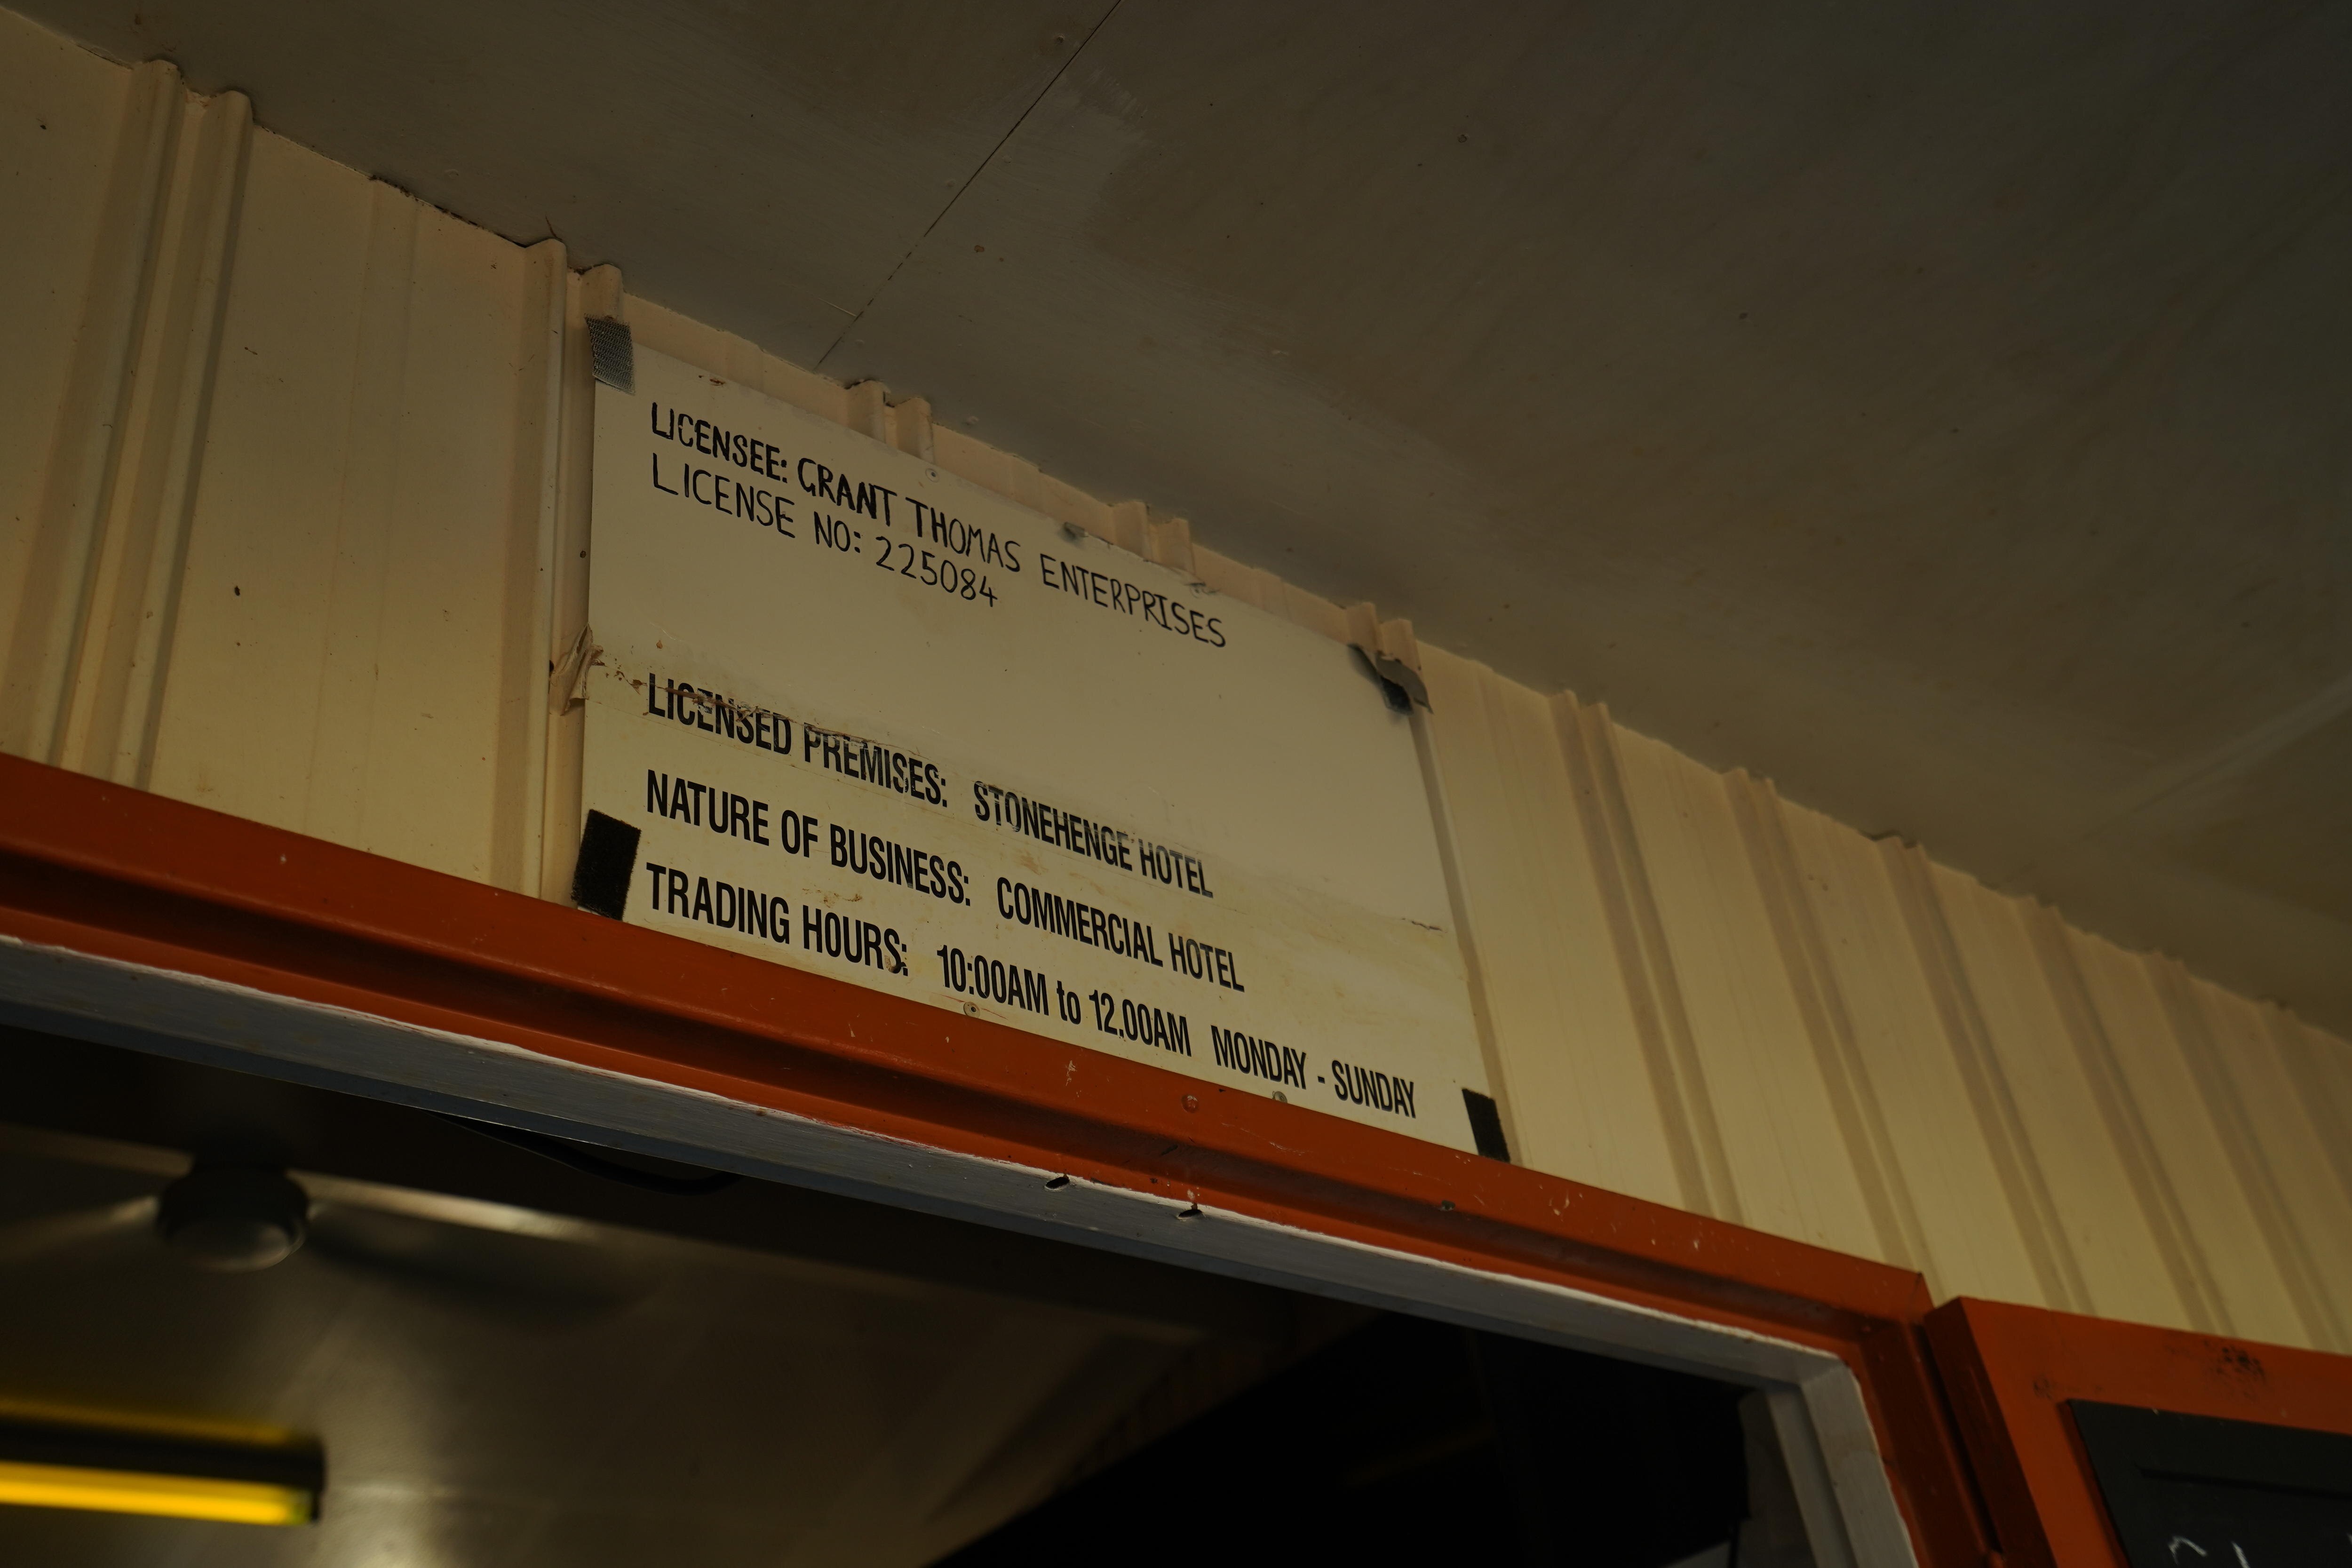 LICENSEE: GRANT THOMAS ENTERPRISES
LICENSE NO: 225084
LICENSED PREMISES: STONEHENGE HOTEL
NATURE OF BUSINESS: COMMERCIAL HOTEL
TRADING HOURS: 10:00AM to 12.00AM MONDAY - SUNDAY